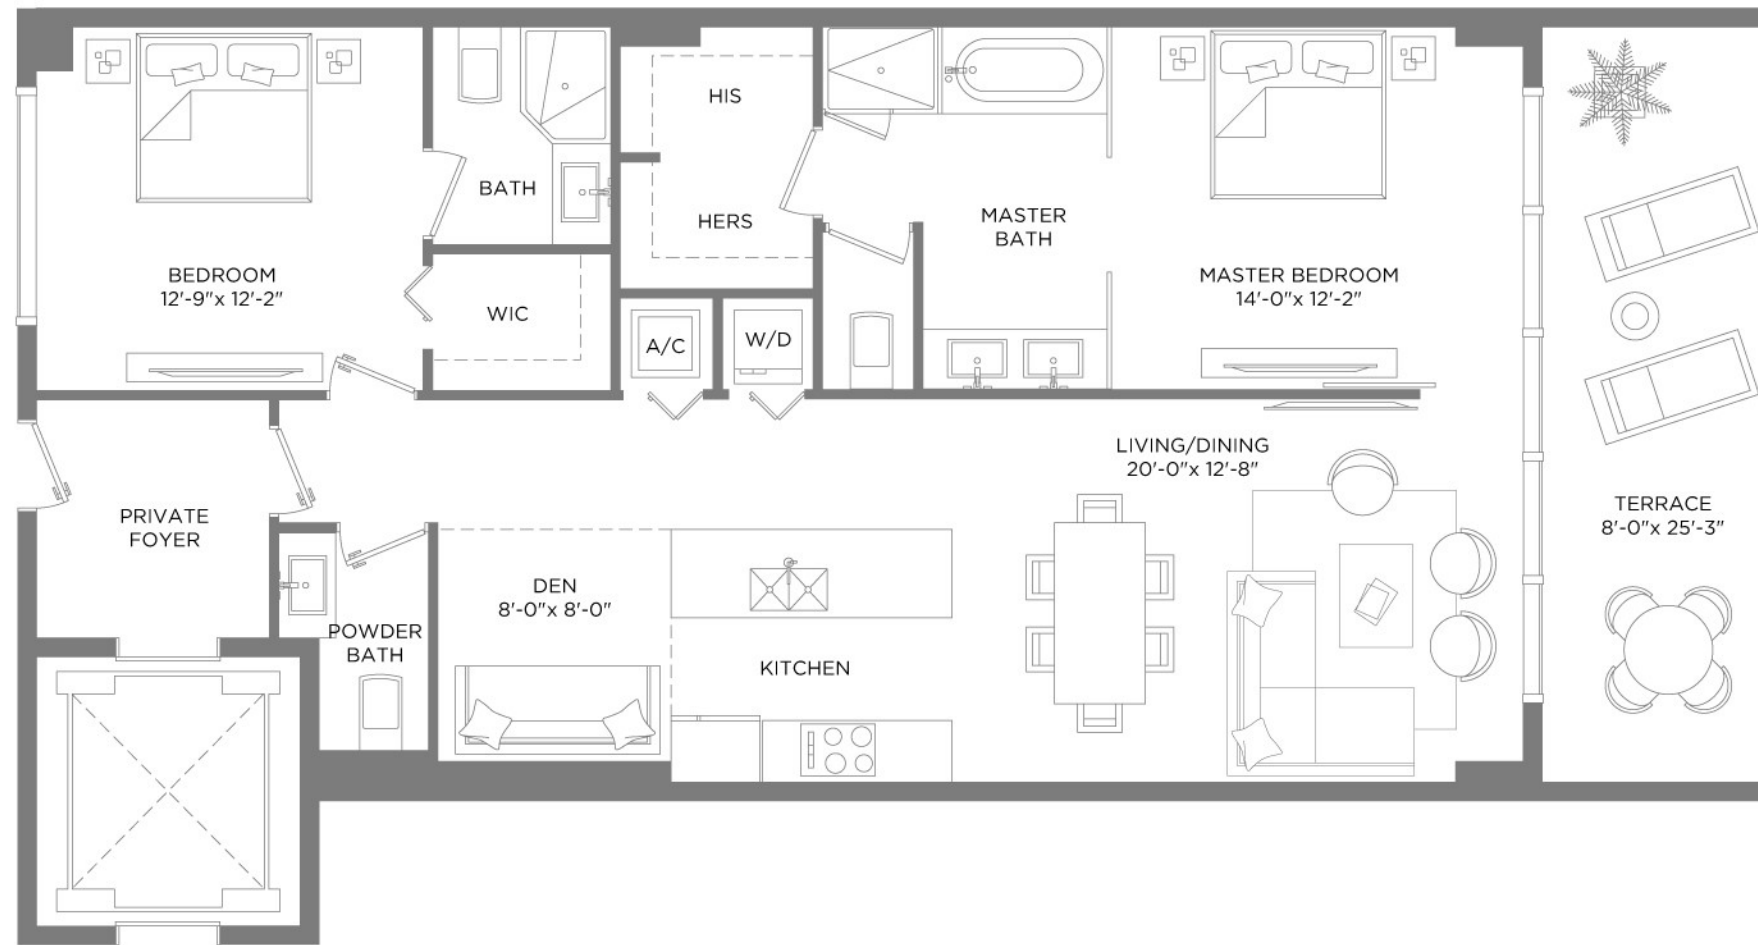 HIS
BATH
HERS
MASTER
BATH
BEDROOM
12'-9"x 12'-2"
MASTER BEDROOM
14'-0"x 12'-2"
WIC
A/C
W/D
LIVING/DINING
20'-0"x 12'-8"
PRIVATE
FOYER
TERRACE
8'-0"x 25'-3"
DEN
8'-0"x 8'-0"
POWDER
BATH
KITCHEN